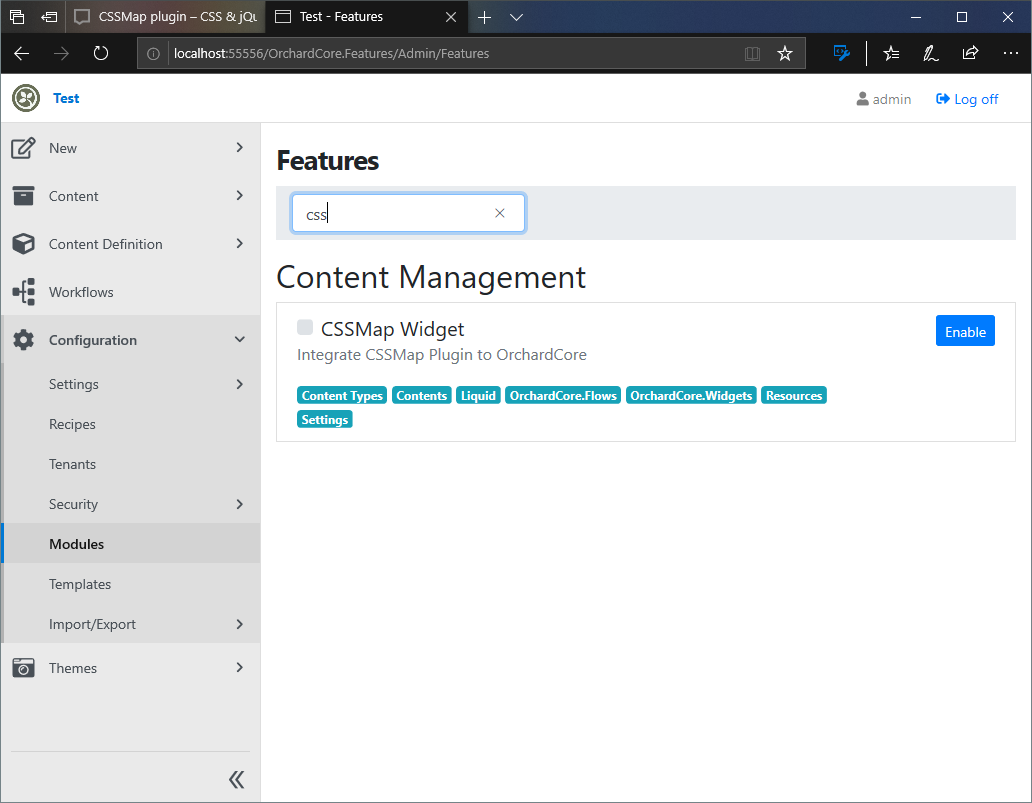 CSSMap plugin – CSS & jQu
Test - Features
localhost:55556/OrchardCore.Features/Admin/Features
Test
admin
Log off
New
Content
Content Definition
Workflows
Configuration
Settings
Recipes
Tenants
Security
Modules
Templates
Import/Export
Themes
Features
css
Content Management
CSSMap Widget
Enable
Integrate CSSMap Plugin to OrchardCore
Content Types Contents Liquid OrchardCore.Flows OrchardCore.Widgets Resources
Settings